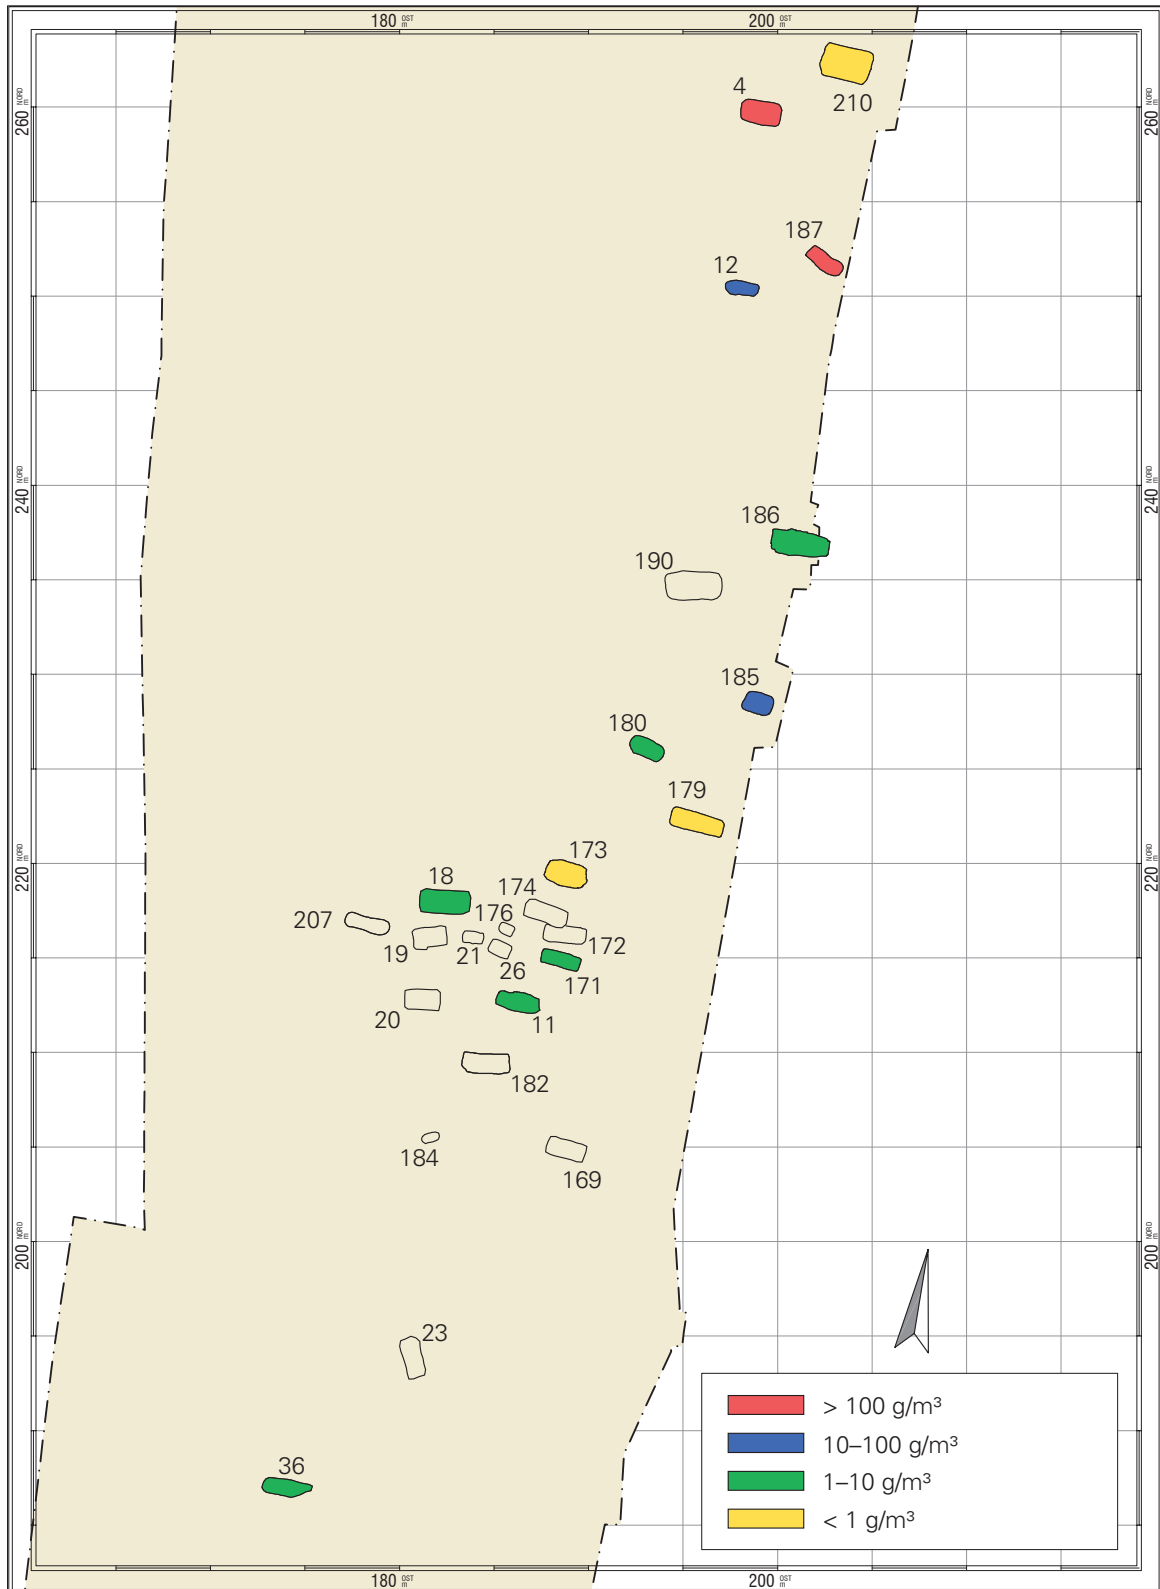 180 OST m
200 OST m
260 NORD m
260 NORD m
4
210
187
12
240 NORD m
240 NORD m
186
190
185
180
179
220 NORD m
220 NORD m
173
18
174
176
207
19
21
26
172
171
20
11
182
184
169
200 NORD m
200 NORD m
23
36
> 100 g/m³
10–100 g/m³
1–10 g/m³
< 1 g/m³
180 OST m
200 OST m